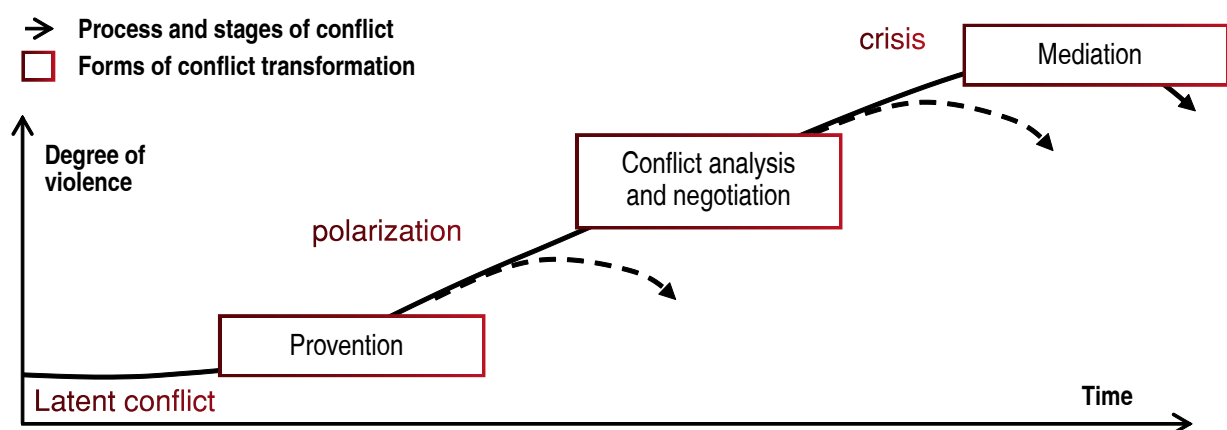 Process and stages of conflict
Forms of conflict transformation
crisis
Mediation
Degree of
violence
Conflict analysis
and negotiation
polarization
Provention
Latent conflict
Time